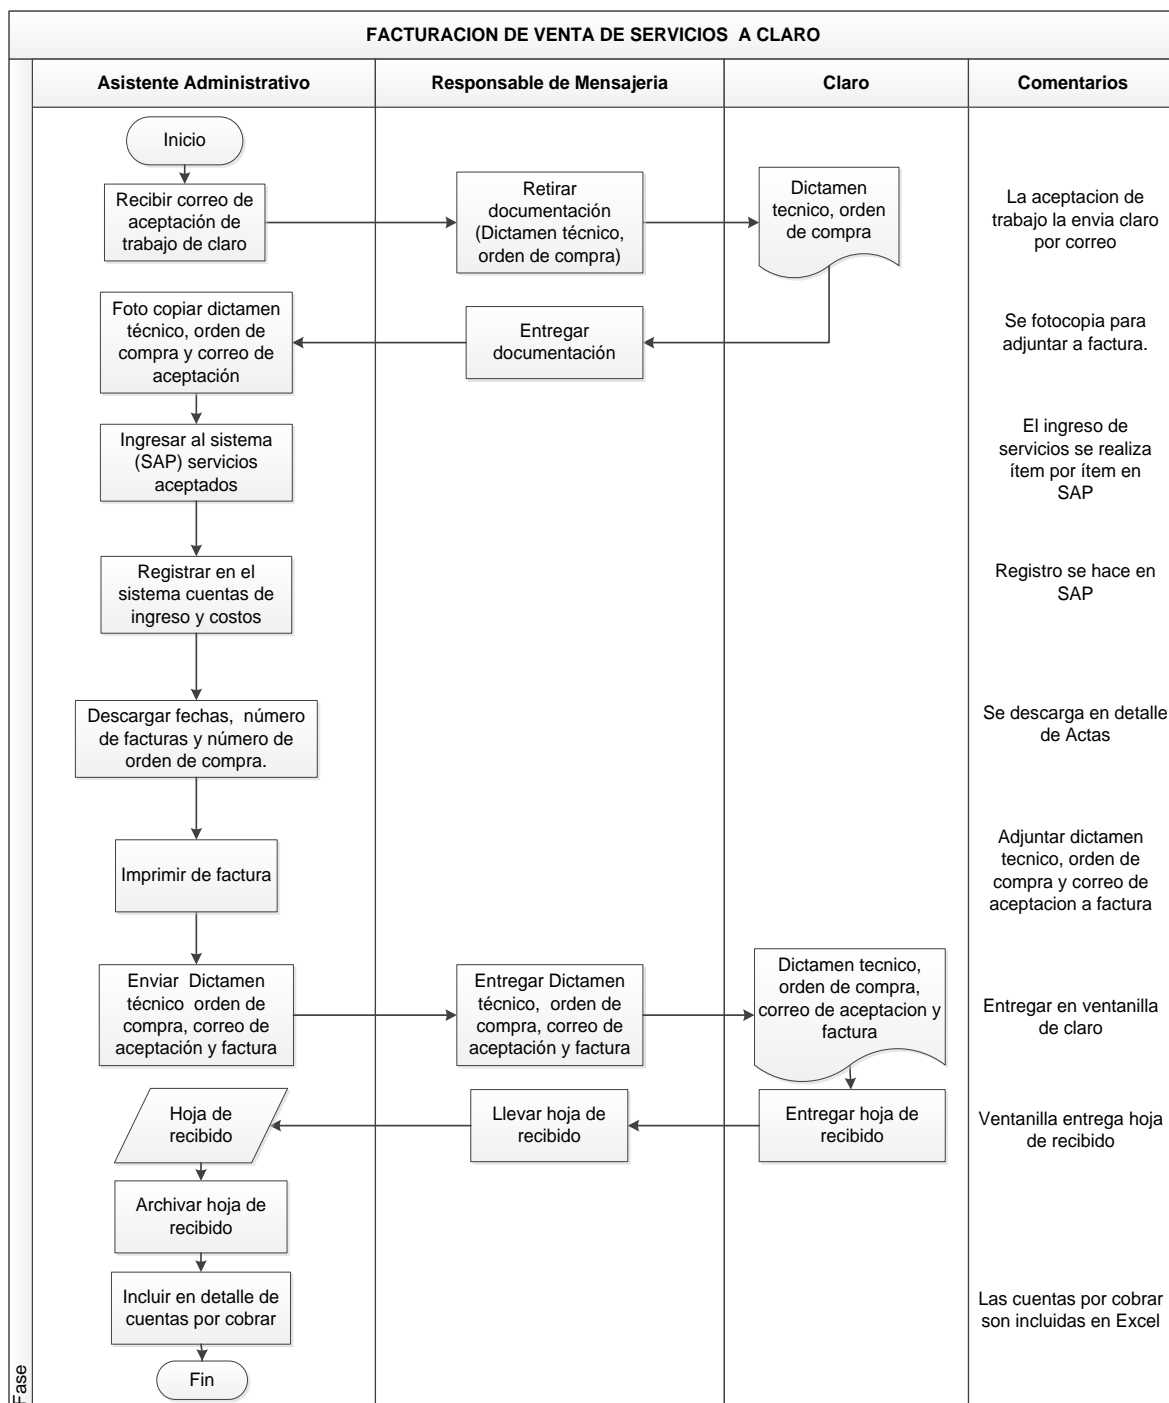 FACTURACION DE VENTA DE SERVICIOS  A CLARO
Asistente Administrativo
Responsable de Mensajeria
Claro
Comentarios
Inicio
Recibir correo de
aceptación de
trabajo de claro
Retirar
documentación
(Dictamen técnico,
orden de compra)
Dictamen
tecnico, orden
de compra
La aceptacion de
trabajo la envia claro
por correo
Foto copiar dictamen
técnico, orden de
compra y correo de
aceptación
Entregar
documentación
Se fotocopia para
adjuntar a factura.
Ingresar al sistema
(SAP) servicios
aceptados
El ingreso de
servicios se realiza
ítem por ítem en
SAP
Registrar en el
sistema cuentas de
ingreso y costos
Registro se hace en
SAP
Descargar fechas,  número
de facturas y número de
orden de compra.
Se descarga en detalle
de Actas
Imprimir de factura
Adjuntar dictamen
tecnico, orden de
compra y correo de
aceptacion a factura
Enviar  Dictamen
técnico  orden de
compra, correo de
aceptación y factura
Entregar Dictamen
técnico,  orden de
compra, correo de
aceptación y factura
Dictamen tecnico,
orden de compra,
correo de aceptacion y
factura
Entregar en ventanilla
de claro
Hoja de
recibido
Llevar hoja de
recibido
Entregar hoja de
recibido
Ventanilla entrega hoja
de recibido
Archivar hoja de
recibido
Incluir en detalle de
cuentas por cobrar
Las cuentas por cobrar
son incluidas en Excel
Fin
Fase